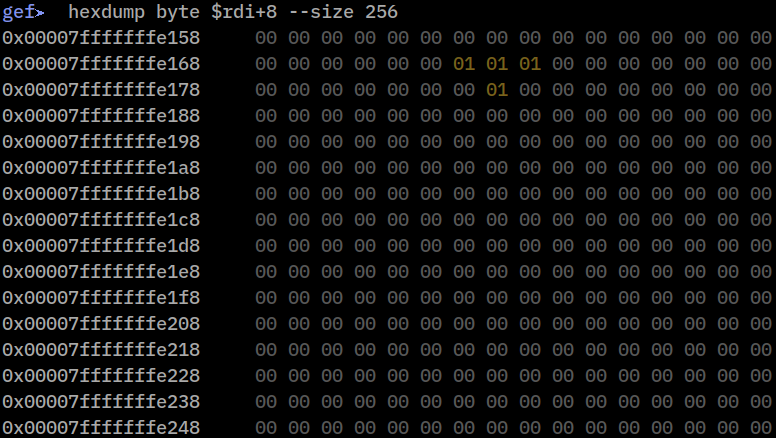 gef➤  hexdump byte $rdi+8 --size 256
0x00007fffffffe158     00 00 00 00 00 00 00 00 00 00 00 00 00 00 00 00
0x00007fffffffe168     00 00 00 00 00 00 01 01 01 00 00 00 00 00 00 00
0x00007fffffffe178     00 00 00 00 00 00 00 01 00 00 00 00 00 00 00 00
0x00007fffffffe188     00 00 00 00 00 00 00 00 00 00 00 00 00 00 00 00
0x00007fffffffe198     00 00 00 00 00 00 00 00 00 00 00 00 00 00 00 00
0x00007fffffffe1a8     00 00 00 00 00 00 00 00 00 00 00 00 00 00 00 00
0x00007fffffffe1b8     00 00 00 00 00 00 00 00 00 00 00 00 00 00 00 00
0x00007fffffffe1c8     00 00 00 00 00 00 00 00 00 00 00 00 00 00 00 00
0x00007fffffffe1d8     00 00 00 00 00 00 00 00 00 00 00 00 00 00 00 00
0x00007fffffffe1e8     00 00 00 00 00 00 00 00 00 00 00 00 00 00 00 00
0x00007fffffffe1f8     00 00 00 00 00 00 00 00 00 00 00 00 00 00 00 00
0x00007fffffffe208     00 00 00 00 00 00 00 00 00 00 00 00 00 00 00 00
0x00007fffffffe218     00 00 00 00 00 00 00 00 00 00 00 00 00 00 00 00
0x00007fffffffe228     00 00 00 00 00 00 00 00 00 00 00 00 00 00 00 00
0x00007fffffffe238     00 00 00 00 00 00 00 00 00 00 00 00 00 00 00 00
0x00007fffffffe248     00 00 00 00 00 00 00 00 00 00 00 00 00 00 00 00